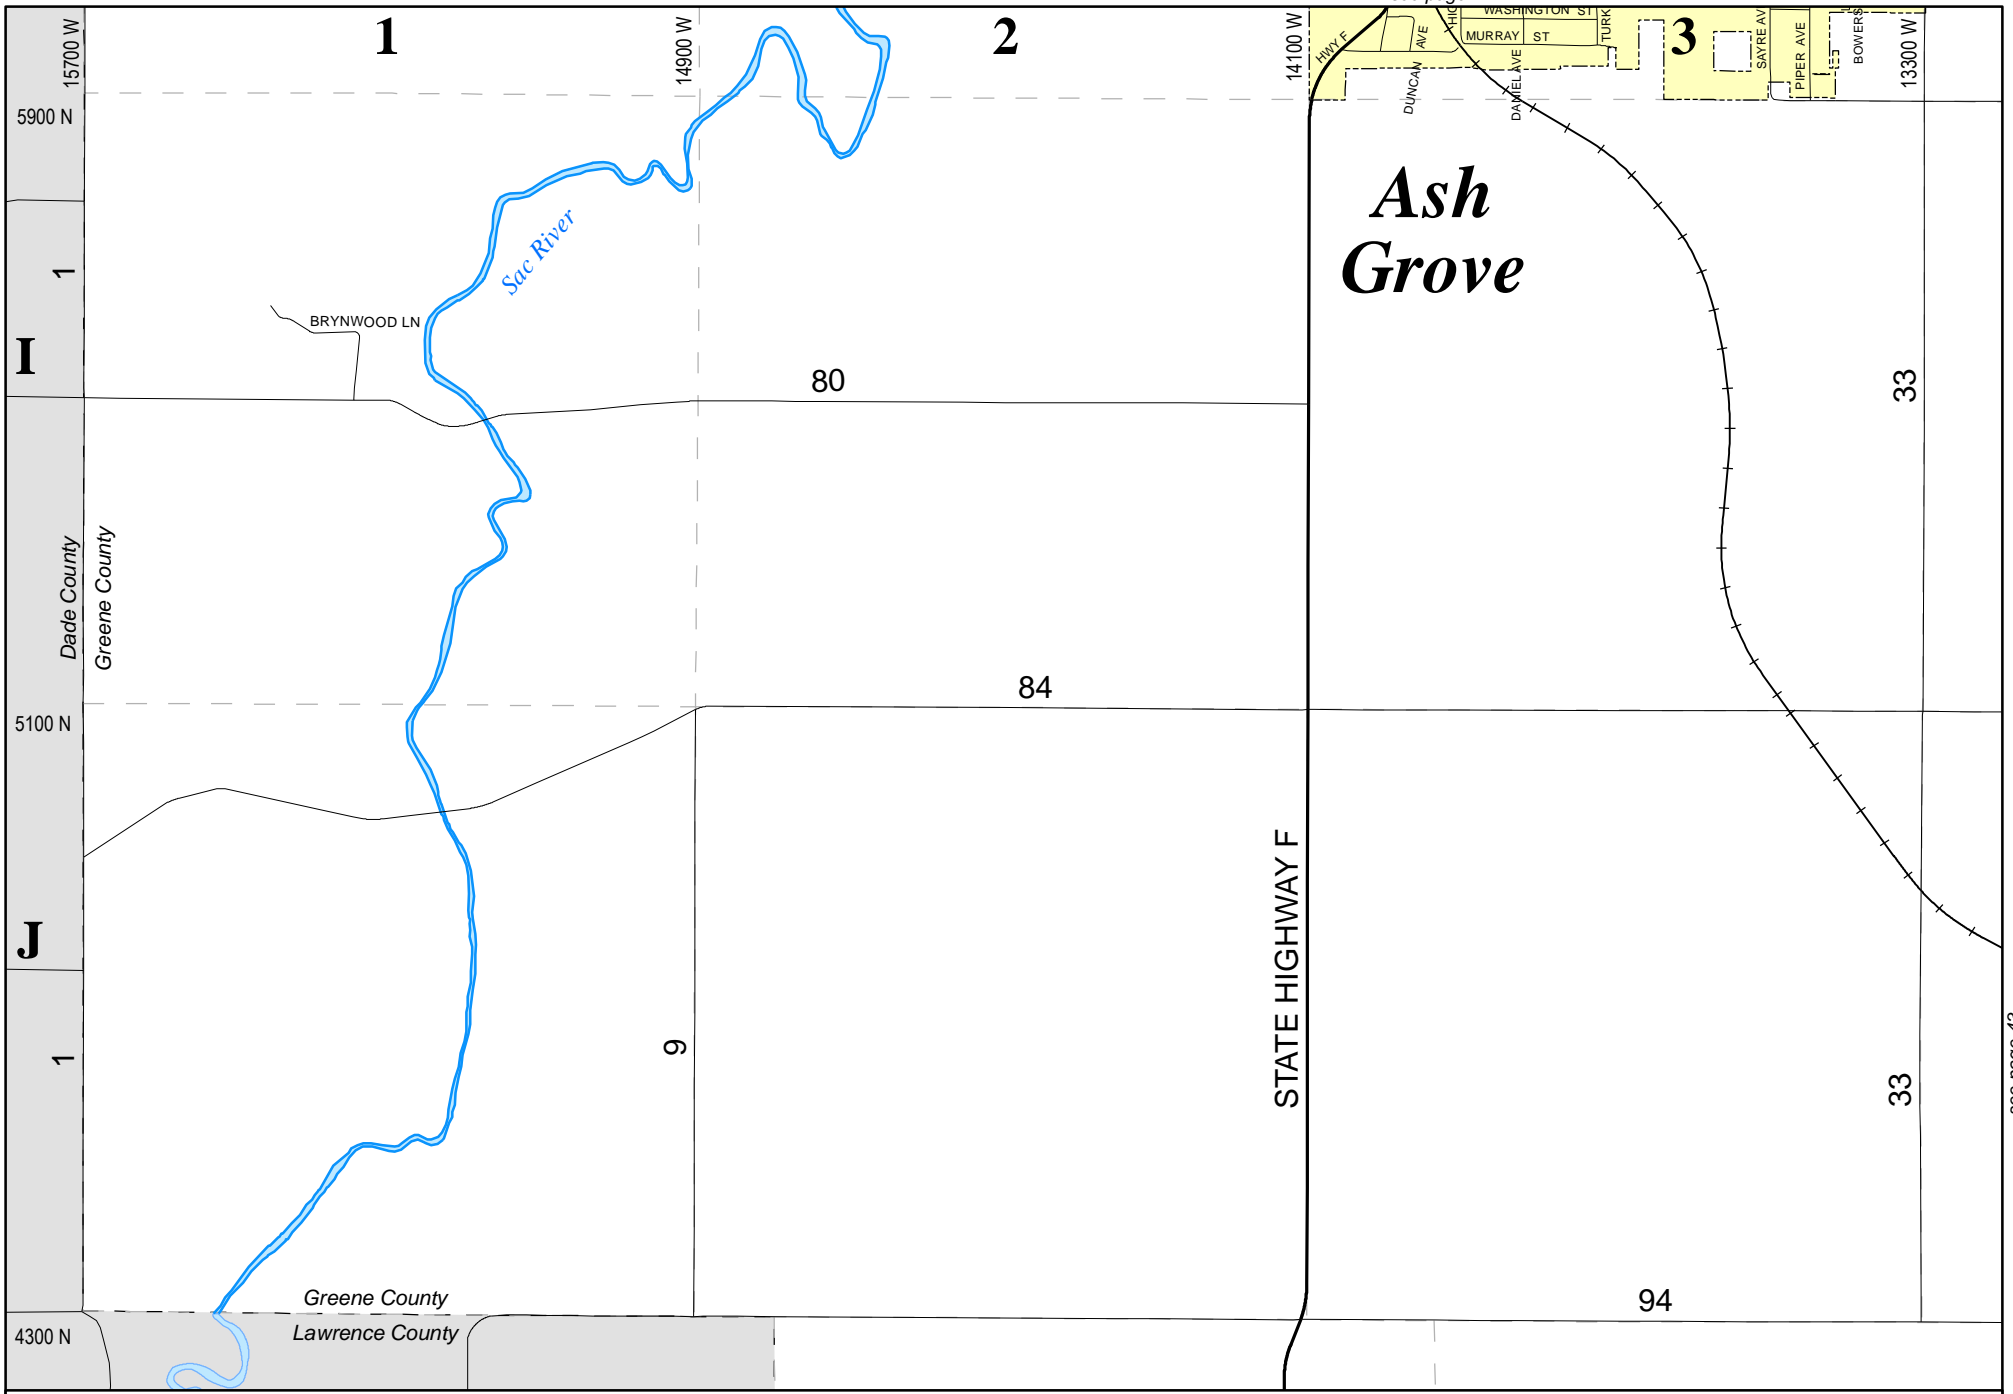 1
2
3
15700 W
14900 W
14100 W
13300 W
HWY F
AVE
DUNCAN
WASHINGTON ST
MURRAY ST
DANIEL AVE
TURK
SAYRE AV
PIPER AVE
BOWERS
5900 N
Ash
Grove
Sac River
1
BRYNWOOD LN
I
80
33
Dade County
Greene County
84
5100 N
STATE HIGHWAY F
J
9
1
33
Greene County
Lawrence County
94
4300 N